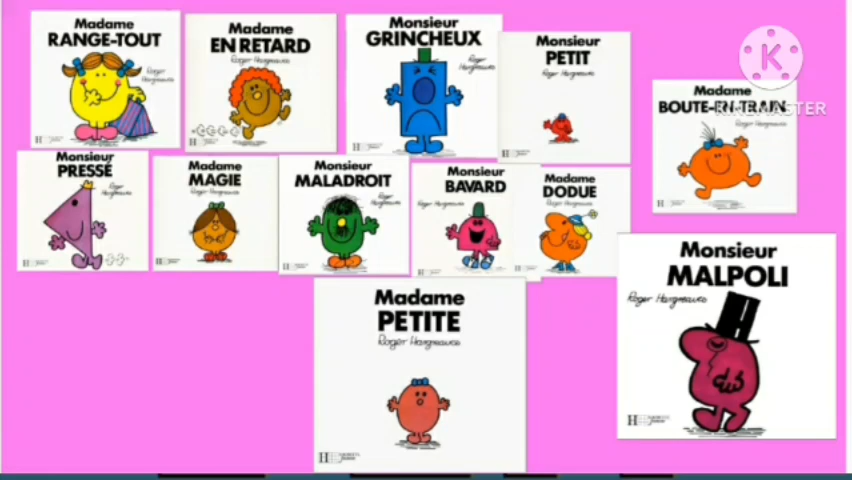 Madame
RANGE-TOUT
Roger
Hargreaves
Madame
EN RETARD
Roger Hargreaves
Monsieur
GRINCHEUX
Roger
Hargreaves
Monsieur
PETIT
Roger Hargreaves
KINEMASTER
Madame
BOUTE-EN-TRAIN
Roger Hargreaves
Monsieur
PRESSÉ
Roger
Hargreaves
Madame
MAGIE
Roger Hargreaves
Monsieur
MALADROIT
Roger
Hargreaves
Monsieur
BAVARD
Roger Hargreaves
Madame
DODUE
Roger Hargreaves
Monsieur
MALPOLI
Roger Hargreaves
Madame
PETITE
Roger Hargreaves